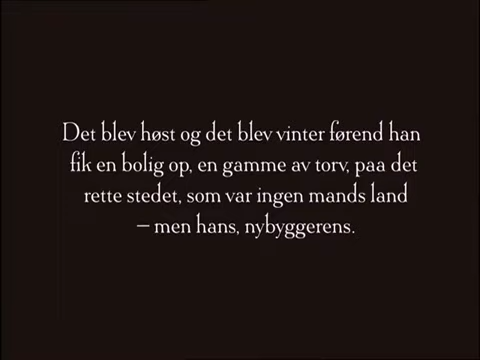 Det blev høst og det blev vinter førend han
fik en bolig op, en gamme av torv, paa det
rette stedet, som var ingen mands land
– men hans, nybyggerens.